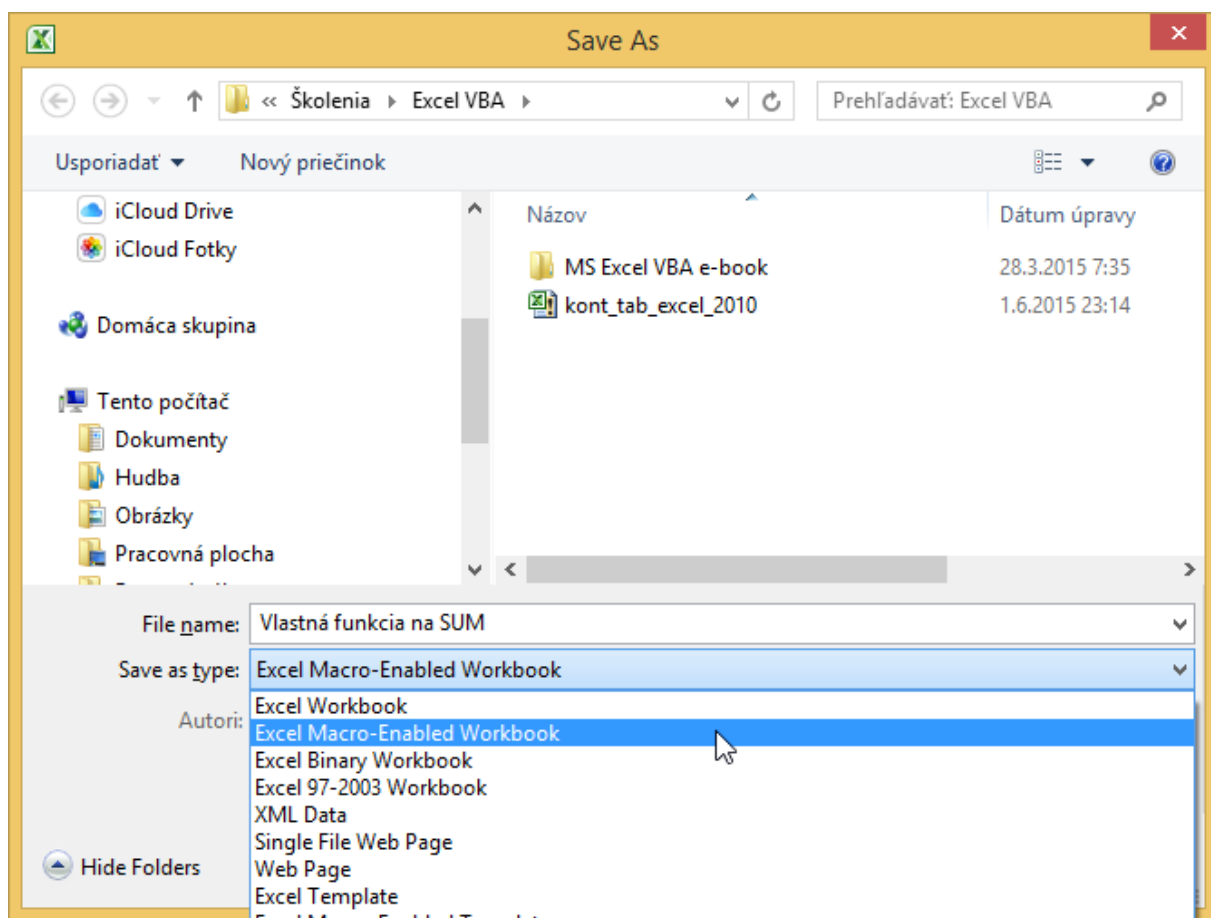 Save As
« Školenia Excel VBA
Prehľadávať: Excel VBA
Usporiadať Nový priečinok
iCloud Drive
iCloud Fotky
Domáca skupina
Tento počítač
Dokumenty
Hudba
Obrázky
Pracovná plocha
Názov Dátum úpravy
MS Excel VBA e-book 28.3.2015 7:35
kont_tab_excel_2010 1.6.2015 23:14
File name: Vlastná funkcia na SUM
Save as type: Excel Macro-Enabled Workbook
Autori:
Excel Workbook
Excel Macro-Enabled Workbook
Excel Binary Workbook
Excel 97-2003 Workbook
XML Data
Single File Web Page
Web Page
Excel Template
Hide Folders